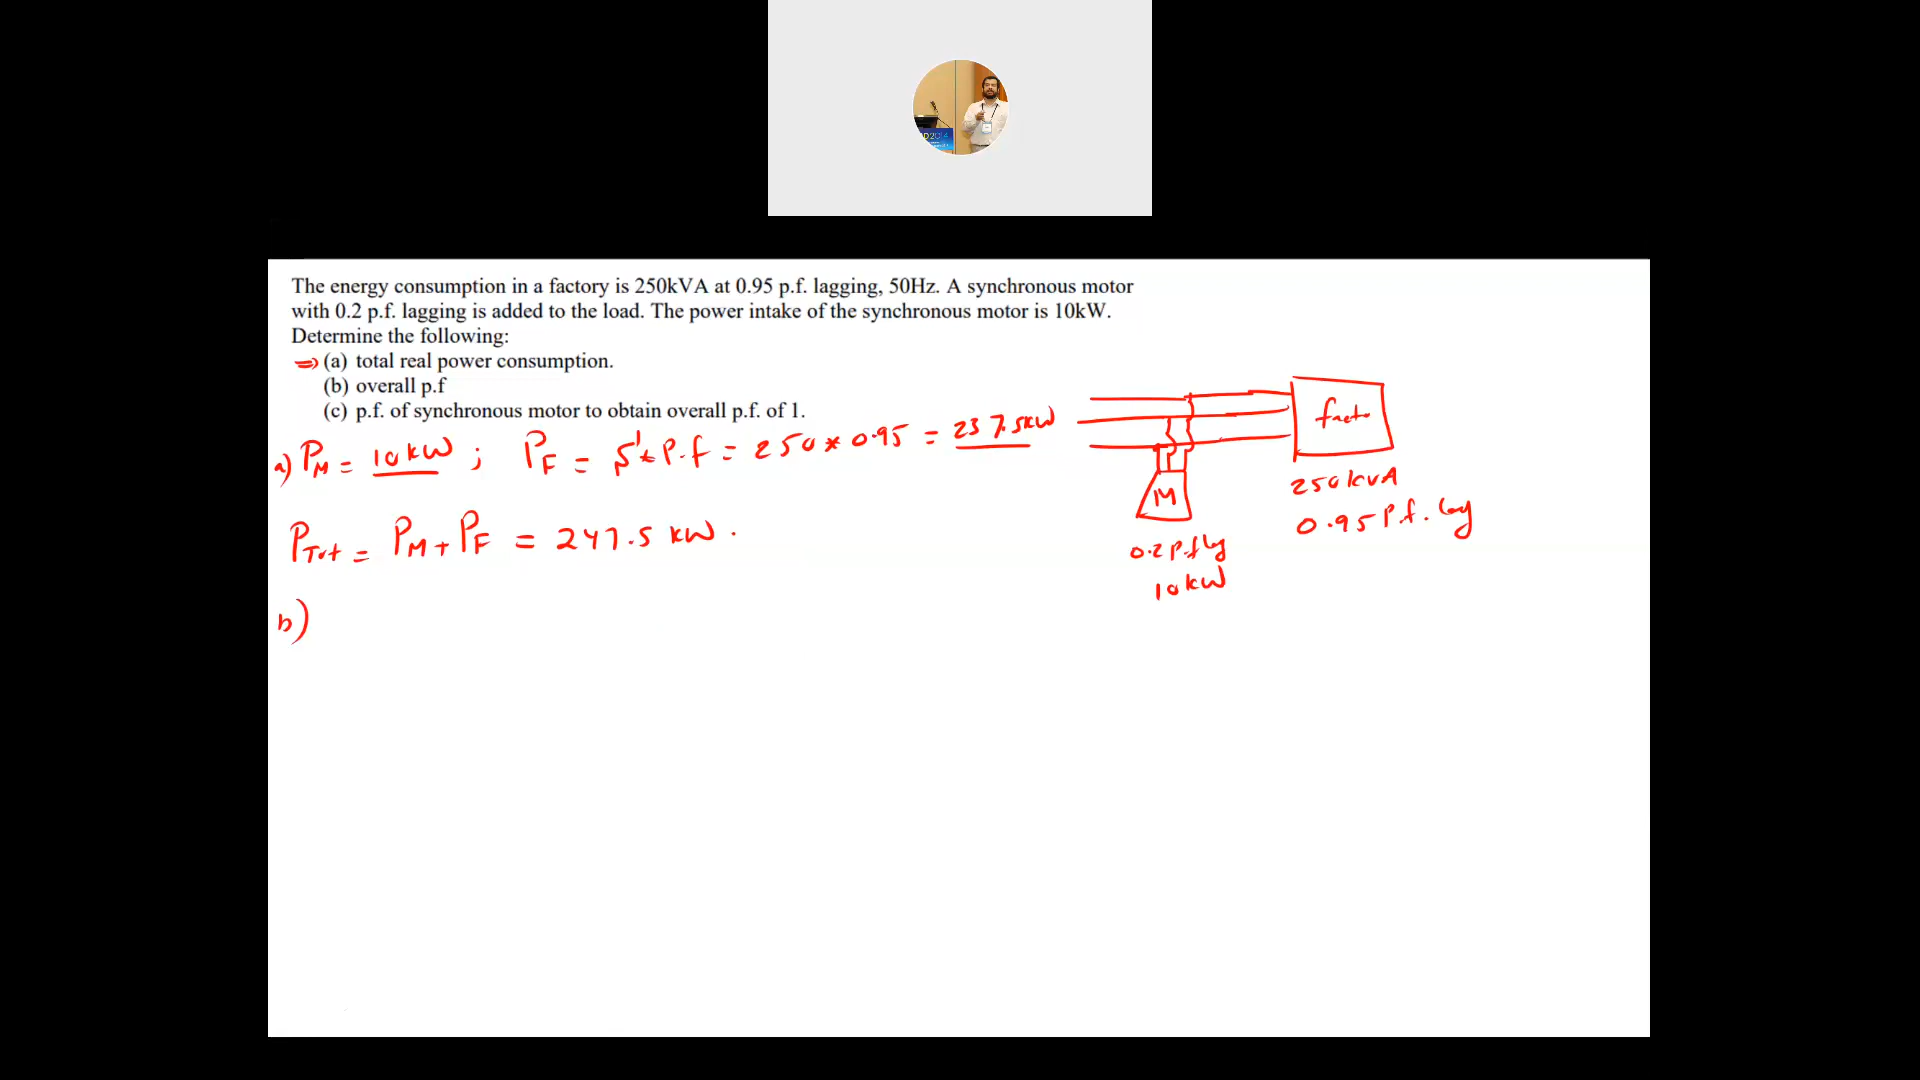 D2014
The energy consumption in a factory is 250kVA at 0.95 p.f. lagging, 50Hz. A synchronous motor
with 0.2 p.f. lagging is added to the load. The power intake of the synchronous motor is 10kW.
Determine the following:
⇒ (a) total real power consumption.
(b) overall p.f
(c) p.f. of synchronous motor to obtain overall p.f. of 1.
a) PM = 10kW ; PF = S * P.f = 250 * 0.95 = 237.5kW
PTot = PM + PF = 247.5 kW .
b)
facto
250kVA
0.95 P.f. lag
M
0.2 p.f lag
10kW